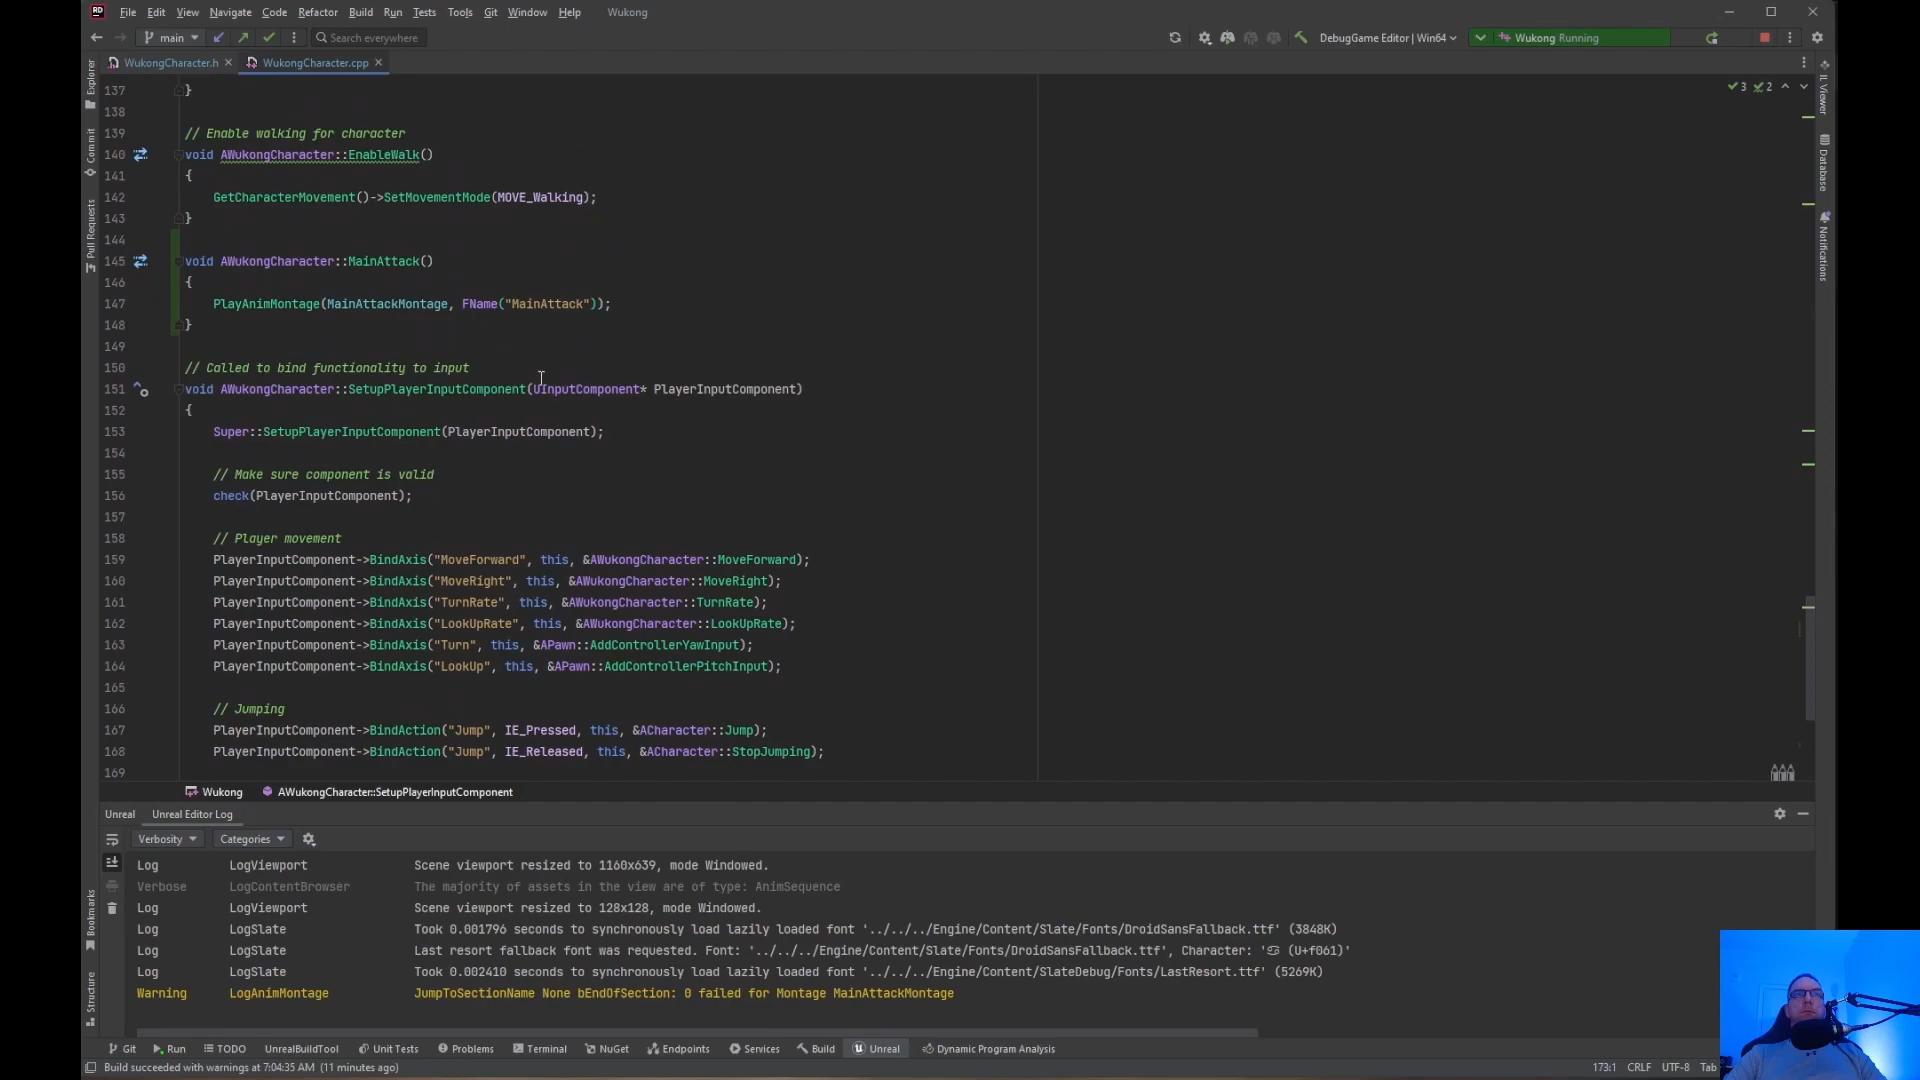 File Edit View Navigate Code Refactor Build Run Tests Tools Git Window Help Wukong
main Search everywhere DebugGame Editor | Win64 Wukong Running
WukongCharacter.h WukongCharacter.cpp
3 2
Explorer
Commit
Pull Requests
Bookmarks
Structure
IL Viewer
Database
Notifications
137 }
138
139 // Enable walking for character
140 void AWukongCharacter::EnableWalk()
141 {
142 GetCharacterMovement()->SetMovementMode(MOVE_Walking);
143 }
144
145 void AWukongCharacter::MainAttack()
146 {
147 PlayAnimMontage(MainAttackMontage, FName("MainAttack"));
148 }
149
150 // Called to bind functionality to input
151 void AWukongCharacter::SetupPlayerInputComponent(UInputComponent* PlayerInputComponent)
152 {
153 Super::SetupPlayerInputComponent(PlayerInputComponent);
154
155 // Make sure component is valid
156 check(PlayerInputComponent);
157
158 // Player movement
159 PlayerInputComponent->BindAxis("MoveForward", this, &AWukongCharacter::MoveForward);
160 PlayerInputComponent->BindAxis("MoveRight", this, &AWukongCharacter::MoveRight);
161 PlayerInputComponent->BindAxis("TurnRate", this, &AWukongCharacter::TurnRate);
162 PlayerInputComponent->BindAxis("LookUpRate", this, &AWukongCharacter::LookUpRate);
163 PlayerInputComponent->BindAxis("Turn", this, &APawn::AddControllerYawInput);
164 PlayerInputComponent->BindAxis("LookUp", this, &APawn::AddControllerPitchInput);
165
166 // Jumping
167 PlayerInputComponent->BindAction("Jump", IE_Pressed, this, &ACharacter::Jump);
168 PlayerInputComponent->BindAction("Jump", IE_Released, this, &ACharacter::StopJumping);
169
Wukong AWukongCharacter::SetupPlayerInputComponent
Unreal Unreal Editor Log
Verbosity Categories
Log LogViewport Scene viewport resized to 1160x639, mode Windowed.
Verbose LogContentBrowser The majority of assets in the view are of type: AnimSequence
Log LogViewport Scene viewport resized to 128x128, mode Windowed.
Log LogSlate Took 0.001796 seconds to synchronously load lazily loaded font '../../../Engine/Content/Slate/Fonts/DroidSansFallback.ttf' (3848K)
Log LogSlate Last resort fallback font was requested. Font: '../../../Engine/Content/Slate/Fonts/DroidSansFallback.ttf', Character: '' (U+f061)'
Log LogSlate Took 0.002410 seconds to synchronously load lazily loaded font '../../../Engine/Content/SlateDebug/Fonts/LastResort.ttf' (5269K)
Warning LogAnimMontage JumpToSectionName None bEndOfSection: 0 failed for Montage MainAttackMontage
Git Run TODO UnrealBuildTool Unit Tests Problems Terminal NuGet Endpoints Services Build Unreal Dynamic Program Analysis
Build succeeded with warnings at 7:04:35 AM (11 minutes ago) 173:1 CRLF UTF-8 Tab